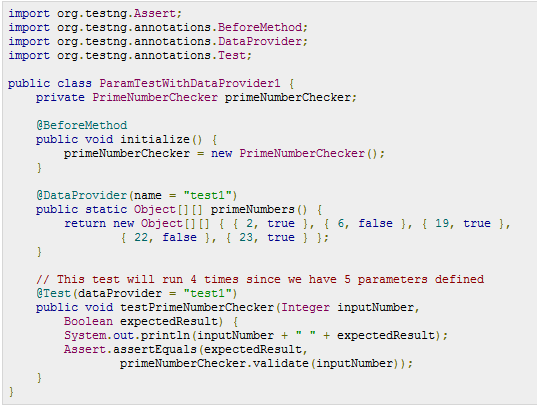 import org.testng.Assert;
import org.testng.annotations.BeforeMethod;
import org.testng.annotations.DataProvider;
import org.testng.annotations.Test;

public class ParamTestWithDataProvider1 {
    private PrimeNumberChecker primeNumberChecker;

    @BeforeMethod
    public void initialize() {
        primeNumberChecker = new PrimeNumberChecker();
    }

    @DataProvider(name = "test1")
    public static Object[][] primeNumbers() {
        return new Object[][] { { 2, true }, { 6, false }, { 19, true },
                { 22, false }, { 23, true } };
    }

    // This test will run 4 times since we have 5 parameters defined
    @Test(dataProvider = "test1")
    public void testPrimeNumberChecker(Integer inputNumber,
        Boolean expectedResult) {
        System.out.println(inputNumber + " " + expectedResult);
        Assert.assertEquals(expectedResult,
                primeNumberChecker.validate(inputNumber));
    }
}